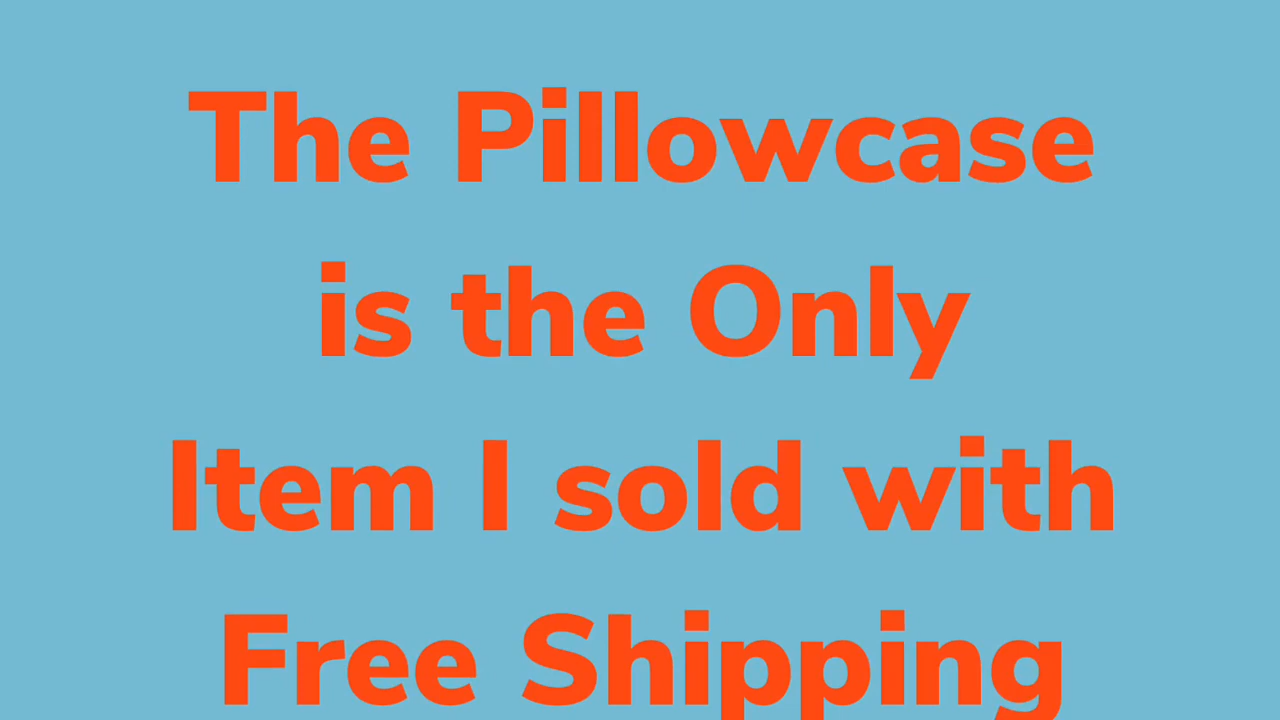 The Pillowcase
is the Only
Item I sold with
Free Shipping